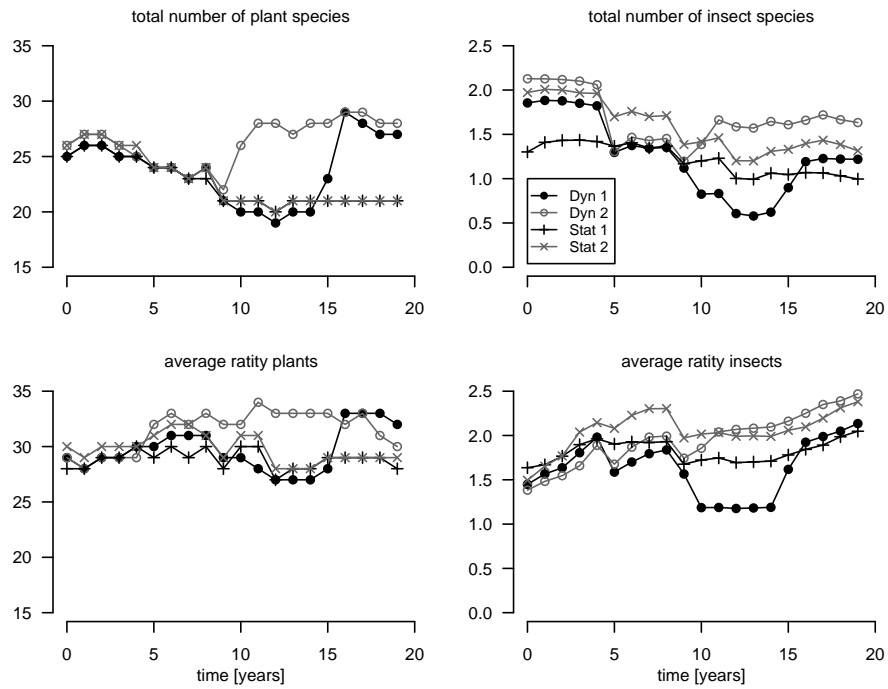 total number of plant species
35
30
25
20
15
0 5 10 15 20
total number of insect species
2.5
2.0
1.5
1.0
0.5
0.0
Dyn 1
Dyn 2
Stat 1
Stat 2
0 5 10 15 20
average ratity plants
35
30
25
20
15
0 5 10 15 20
time [years]
average ratity insects
2.5
2.0
1.5
1.0
0.5
0.0
0 5 10 15 20
time [years]